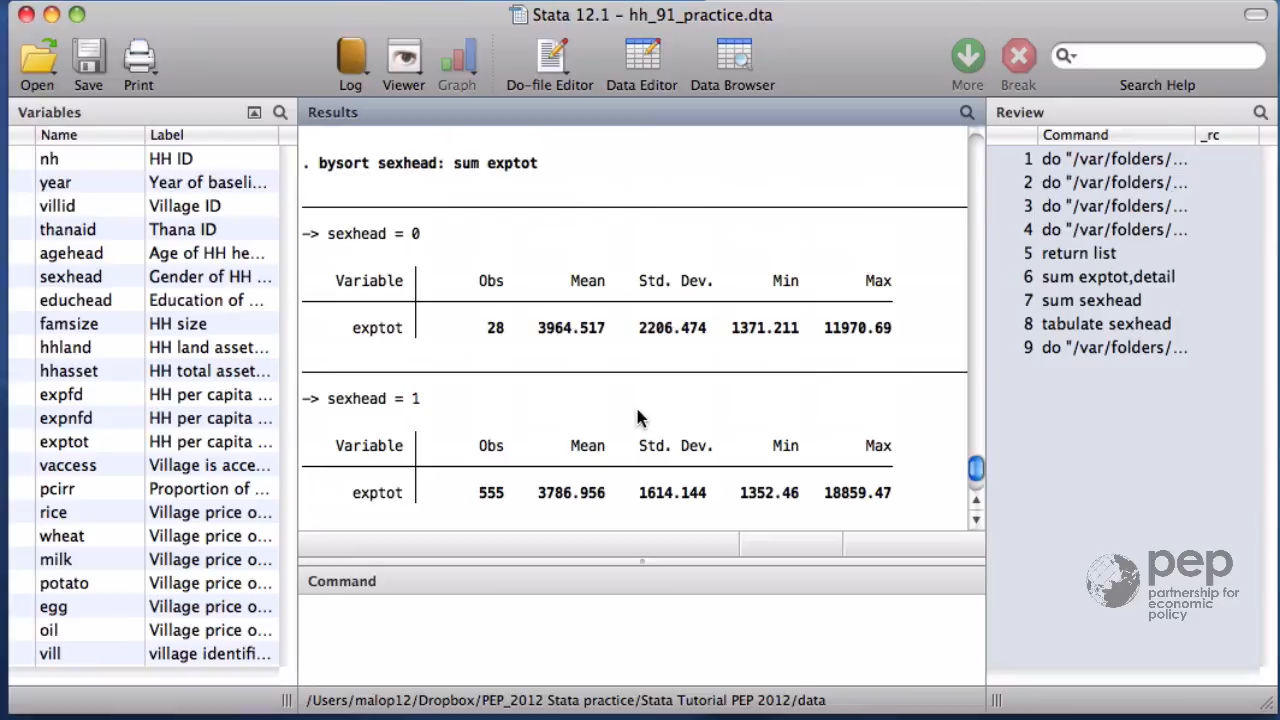 Stata 12.1 - hh_91_practice.dta
Open Save Print Log Viewer Graph Do-file Editor Data Editor Data Browser More Break Search Help
Variables
Name Label
nh HH ID
year Year of baseli...
villid Village ID
thanaid Thana ID
agehead Age of HH he...
sexhead Gender of HH ...
educhead Education of ...
famsize HH size
hhland HH land asset...
hhasset HH total asset...
expfd HH per capita ...
expnfd HH per capita ...
exptot HH per capita ...
vaccess Village is acce...
pcirr Proportion of ...
rice Village price o...
wheat Village price o...
milk Village price o...
potato Village price o...
egg Village price o...
oil Village price o...
vill village identifi...
Results
. bysort sexhead: sum exptot
-> sexhead = 0
Variable Obs Mean Std. Dev. Min Max
exptot 28 3964.517 2206.474 1371.211 11970.69
-> sexhead = 1
Variable Obs Mean Std. Dev. Min Max
exptot 555 3786.956 1614.144 1352.46 18859.47
Command
/Users/malop12/Dropbox/PEP_2012 Stata practice/Stata Tutorial PEP 2012/data
Review
Command _rc
1 do "/var/folders/...
2 do "/var/folders/...
3 do "/var/folders/...
4 do "/var/folders/...
5 return list
6 sum exptot,detail
7 sum sexhead
8 tabulate sexhead
9 do "/var/folders/...
pep
partnership for
economic
policy